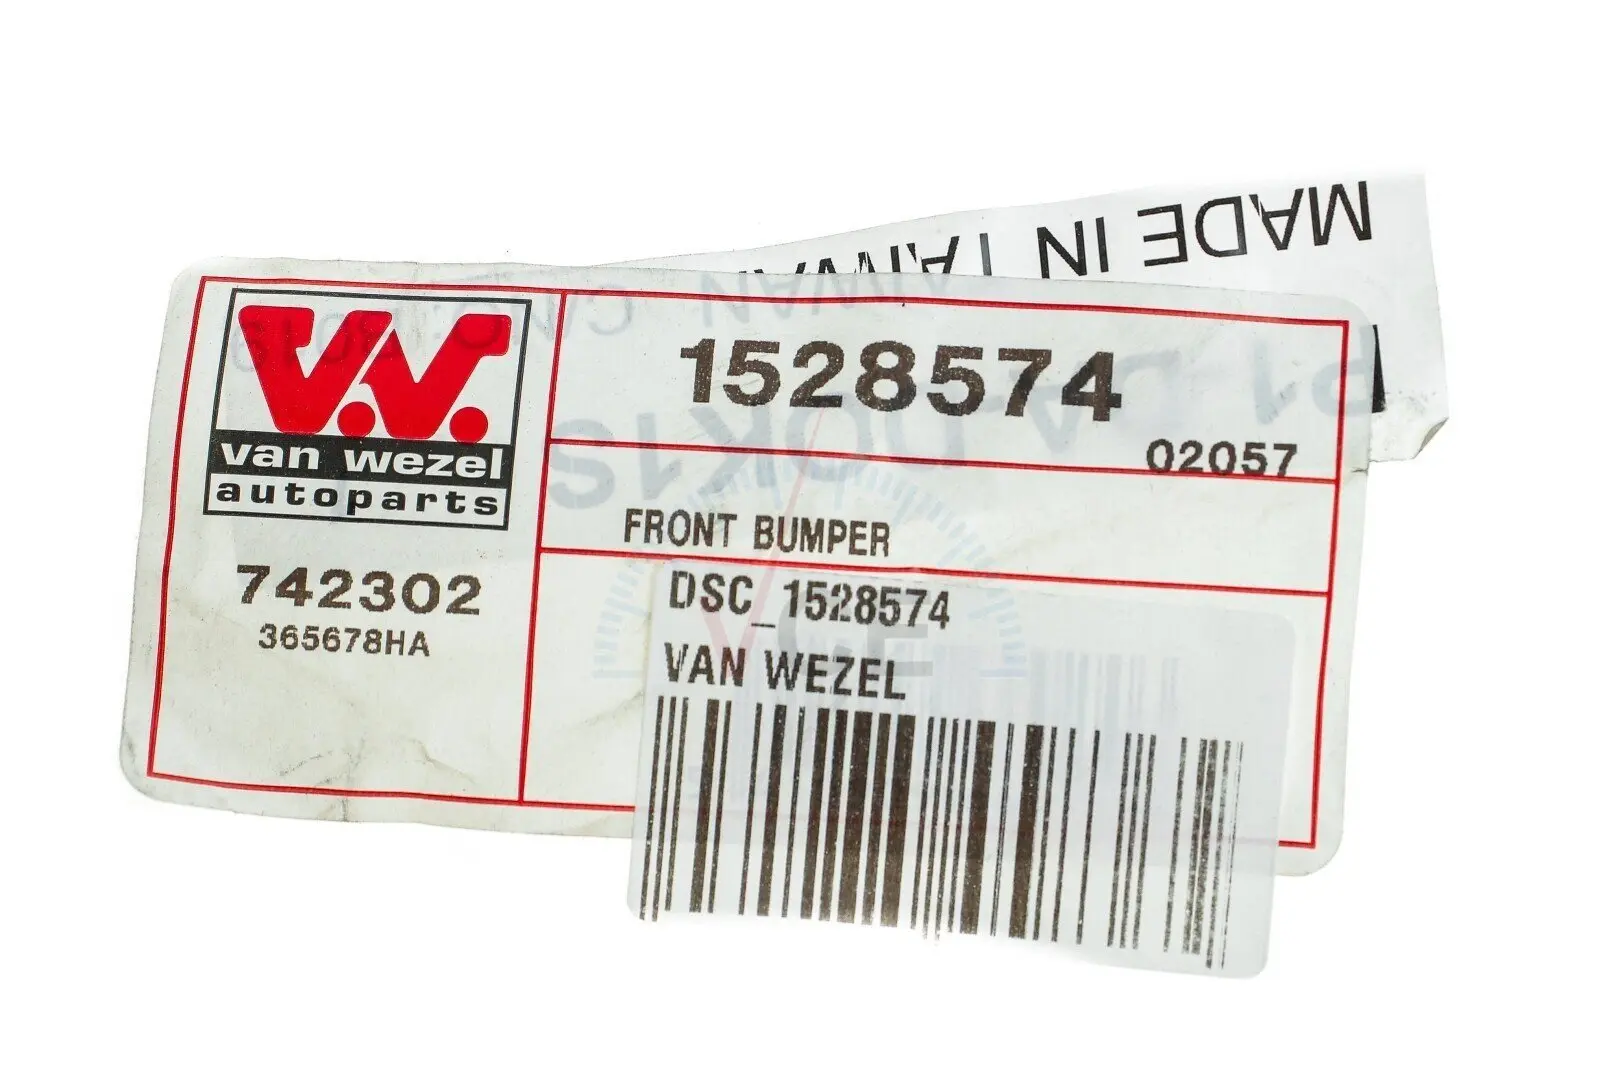 MADE IN TAIWAN
van wezel
autoparts
1528574
02057
FRONT BUMPER
742302
365678HA
DSC_1528574
VAN WEZEL